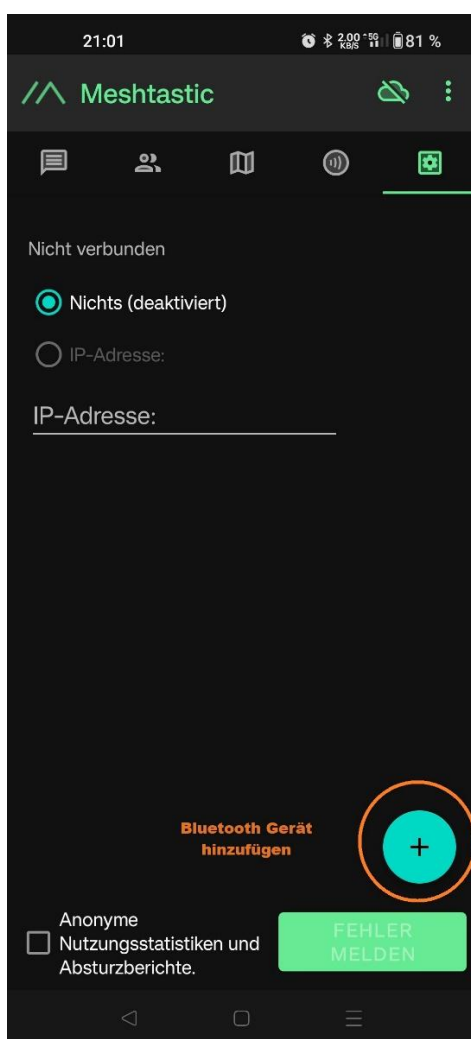 21:01
2.00 KB/S 5G 81 %
Meshtastic
Nicht verbunden
Nichts (deaktiviert)
IP-Adresse:
IP-Adresse:
Bluetooth Gerät
hinzufügen
+
Anonyme
Nutzungsstatistiken und
Absturzberichte.
FEHLER
MELDEN